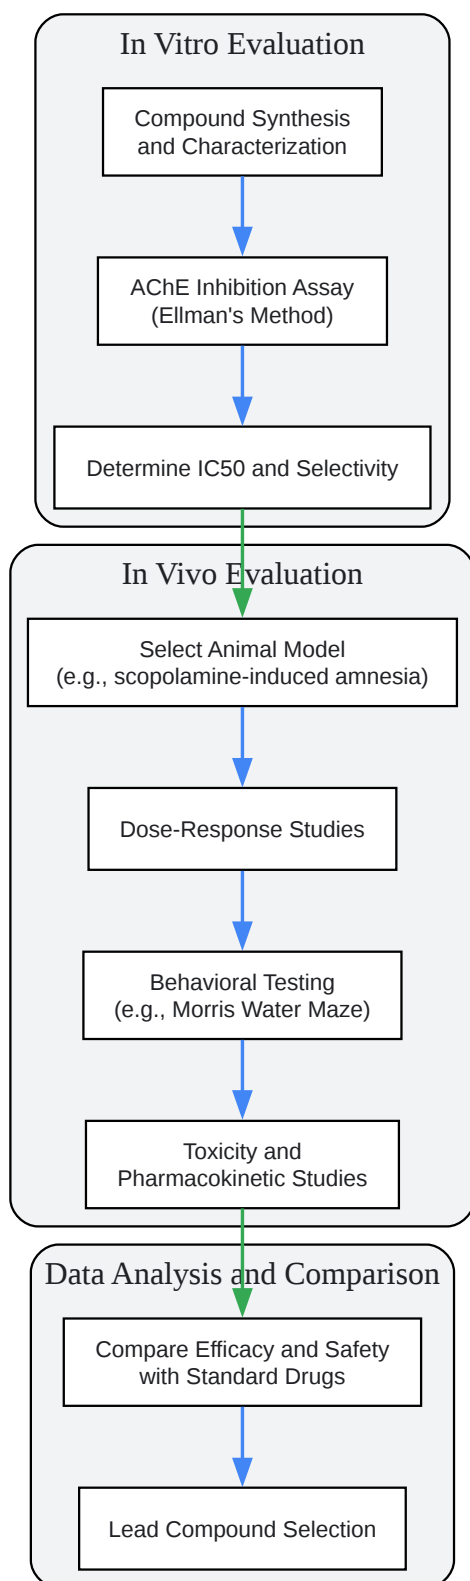 In Vitro Evaluation
Compound Synthesis
and Characterization
AChE Inhibition Assay
(Ellman's Method)
Determine IC50 and Selectivity
In Vivo Evaluation
Select Animal Model
(e.g., scopolamine-induced amnesia)
Dose-Response Studies
Behavioral Testing
(e.g., Morris Water Maze)
Toxicity and
Pharmacokinetic Studies
Data Analysis and Comparison
Compare Efficacy and Safety
with Standard Drugs
Lead Compound Selection